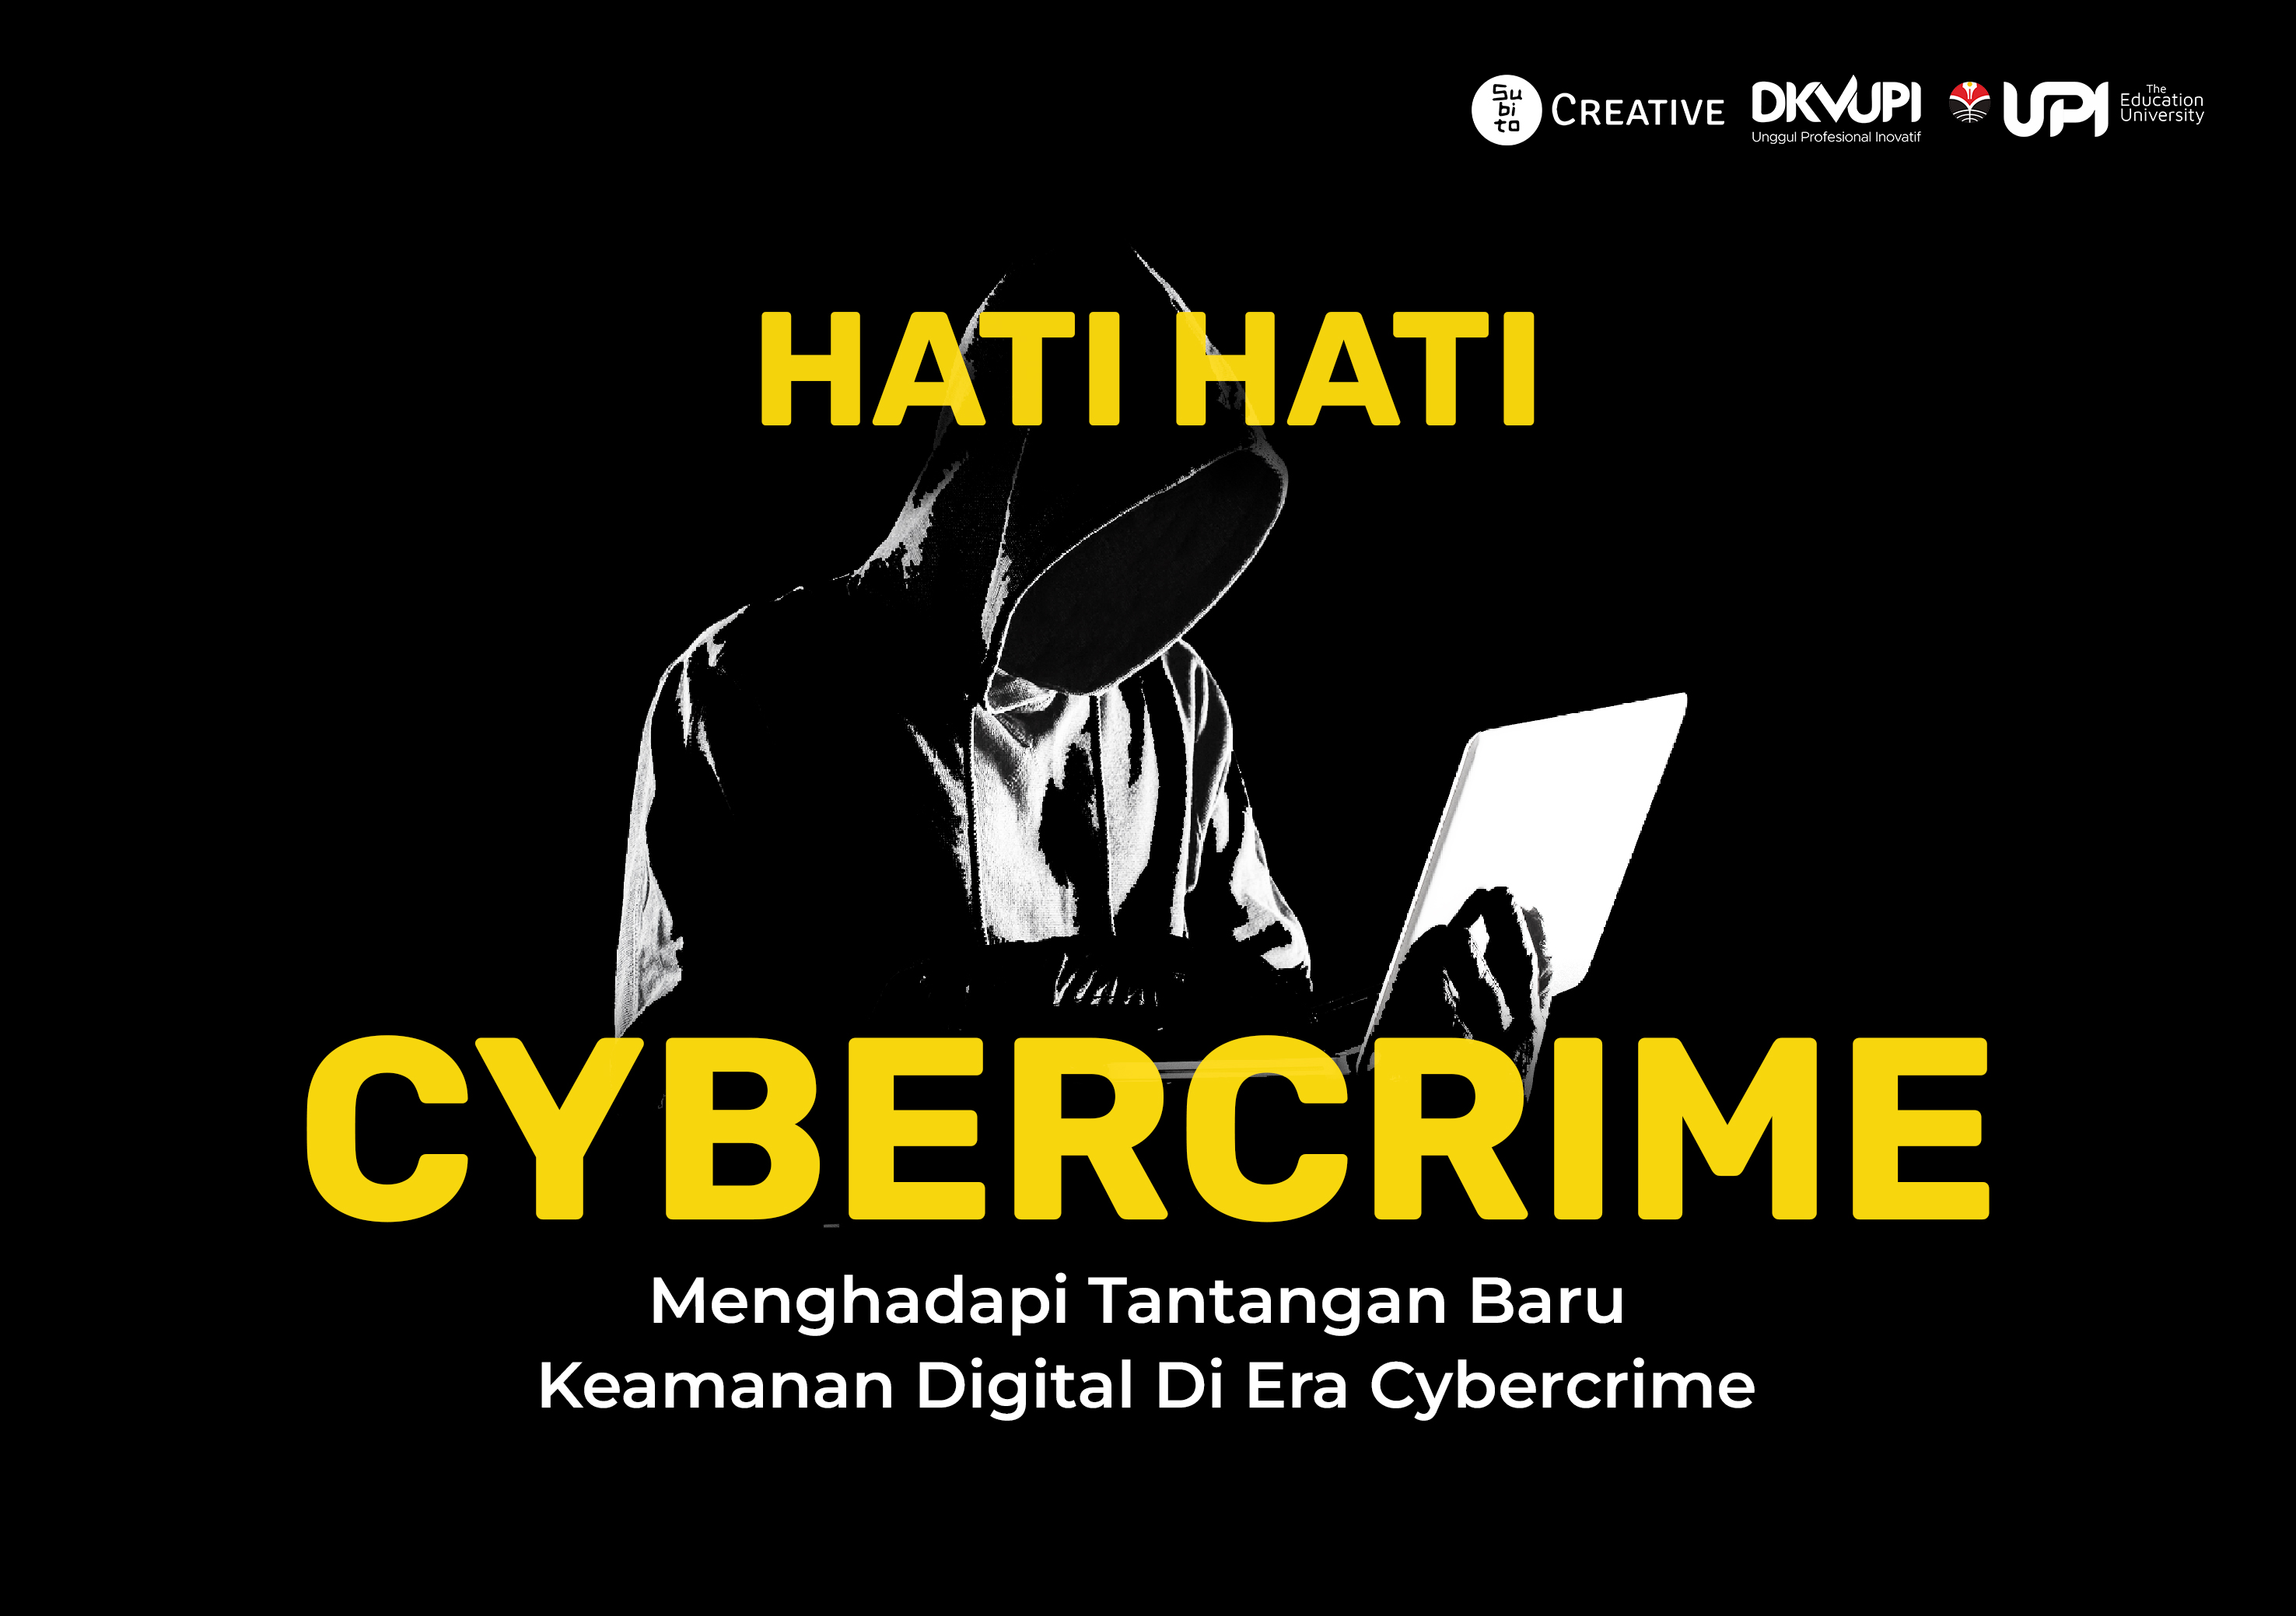 Su
bi
to
CREATIVE
DKVUPI
Unggul Profesional Inovatif
UPI
The
Education
University
HATI HATI
CYBERCRIME
Menghadapi Tantangan Baru
Keamanan Digital Di Era Cybercrime